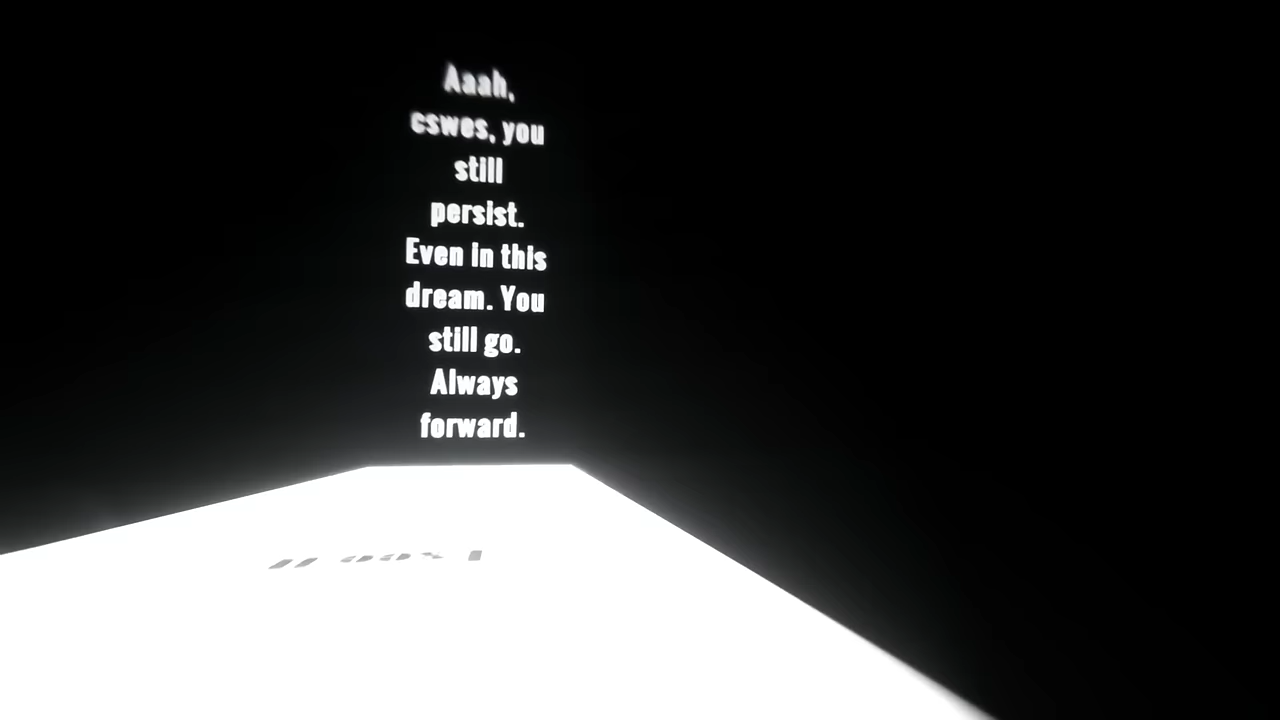 Aaah,
cswes, you
still
persist.
Even in this
dream. You
still go.
Always
forward.